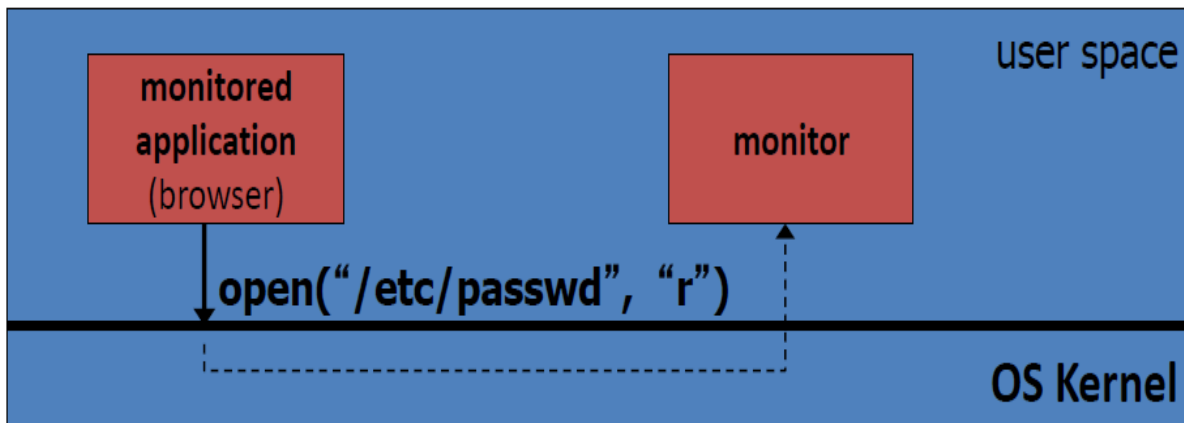 user space
monitored
application
(browser)
monitor
open(“/etc/passwd”, “r”)
OS Kernel